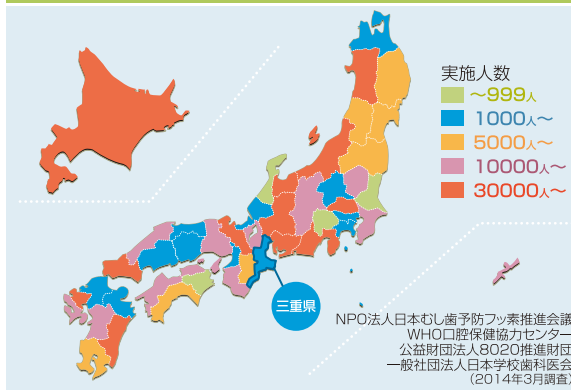 実施人数
～999人
1000人～
5000人～
10000人～
30000人～
三重県
NPO法人日本むし歯予防フッ素推進会議
WHO口腔保健協力センター
公益財団法人8020推進財団
一般社団法人日本学校歯科医会
（2014年3月調査）